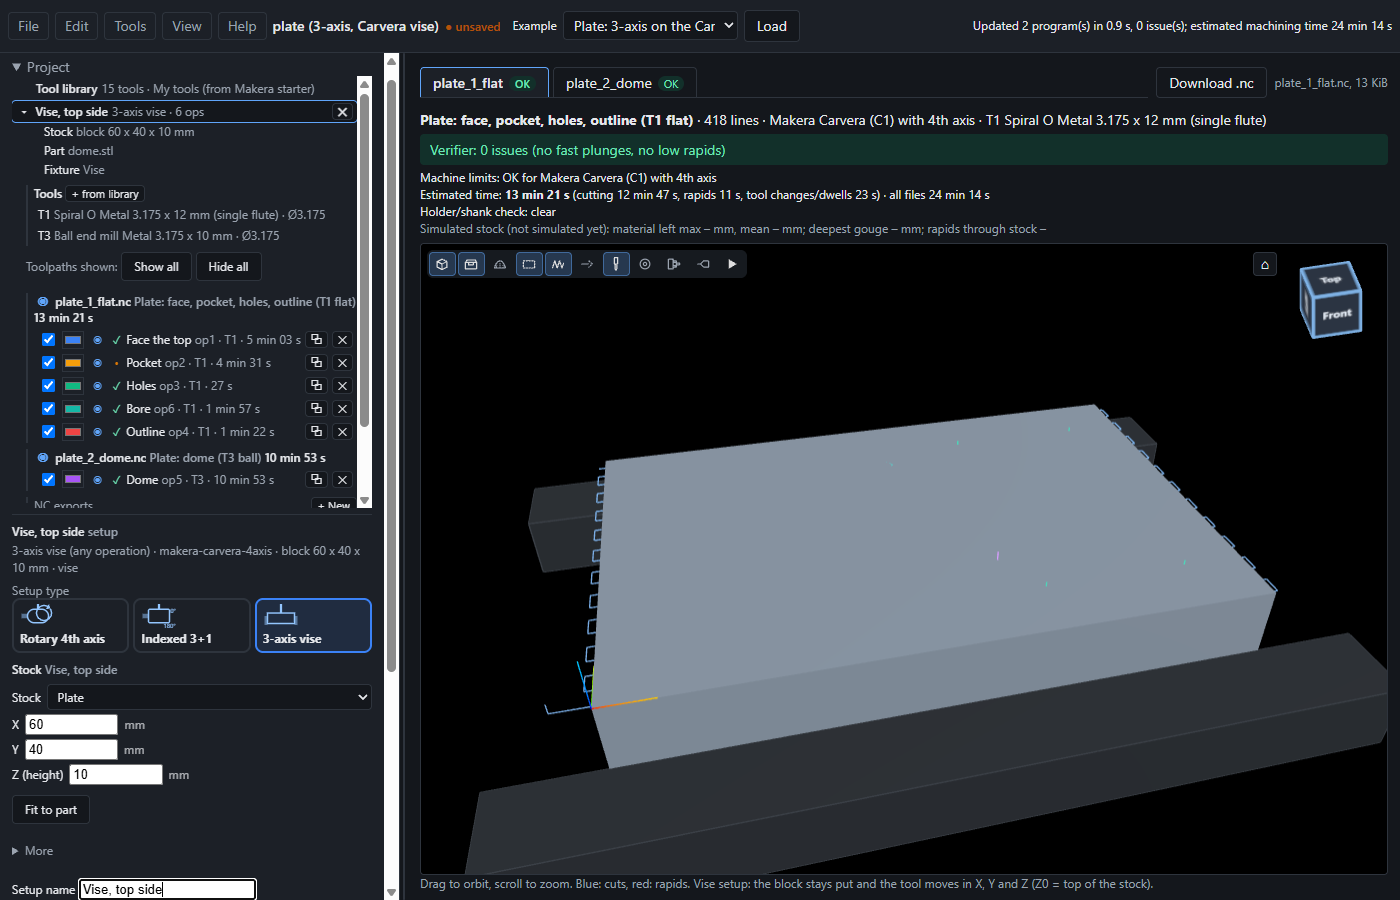 File Edit Tools View Help plate (3-axis, Carvera vise) • unsaved Example Plate: 3-axis on the Car Load Updated 2 program(s) in 0.9 s, 0 issue(s); estimated machining time 24 min 14 s
Project
Tool library 15 tools · My tools (from Makera starter)
Vise, top side 3-axis vise · 6 ops
Stock block 60 x 40 x 10 mm
Part dome.stl
Fixture Vise
Tools + from library
T1 Spiral O Metal 3.175 x 12 mm (single flute) · Ø3.175
T3 Ball end mill Metal 3.175 x 10 mm · Ø3.175
Toolpaths shown: Show all Hide all
plate_1_flat.nc Plate: face, pocket, holes, outline (T1 flat)
13 min 21 s
Face the top op1 · T1 · 5 min 03 s
Pocket op2 · T1 · 4 min 31 s
Holes op3 · T1 · 27 s
Bore op6 · T1 · 1 min 57 s
Outline op4 · T1 · 1 min 22 s
plate_2_dome.nc Plate: dome (T3 ball) 10 min 53 s
Dome op5 · T3 · 10 min 53 s
NC exports + New
Vise, top side setup
3-axis vise (any operation) · makera-carvera-4axis · block 60 x 40 x
10 mm · vise
Setup type
Rotary 4th axis Indexed 3+1 3-axis vise
Stock Vise, top side
Stock Plate
X 60 mm
Y 40 mm
Z (height) 10 mm
Fit to part
More
Setup name Vise, top side
plate_1_flat OK plate_2_dome OK Download .nc plate_1_flat.nc, 13 KiB
Plate: face, pocket, holes, outline (T1 flat) · 418 lines · Makera Carvera (C1) with 4th axis · T1 Spiral O Metal 3.175 x 12 mm (single flute)
Verifier: 0 issues (no fast plunges, no low rapids)
Machine limits: OK for Makera Carvera (C1) with 4th axis
Estimated time: 13 min 21 s (cutting 12 min 47 s, rapids 11 s, tool changes/dwells 23 s) · all files 24 min 14 s
Holder/shank check: clear
Simulated stock (not simulated yet): material left max – mm, mean – mm; deepest gouge – mm; rapids through stock –
Top
Front
Drag to orbit, scroll to zoom. Blue: cuts, red: rapids. Vise setup: the block stays put and the tool moves in X, Y and Z (Z0 = top of the stock).